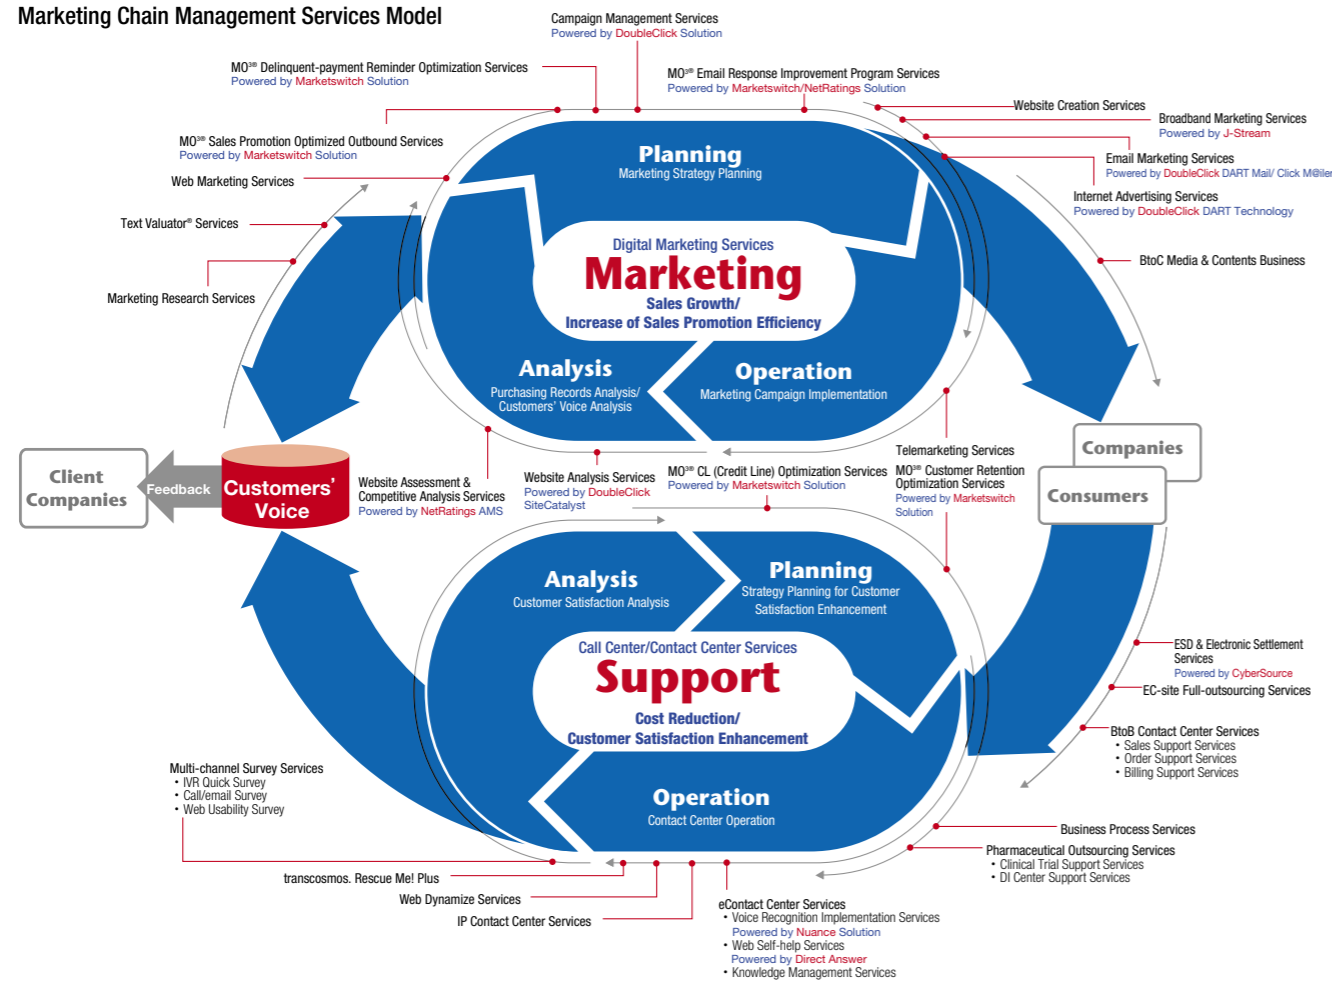 Marketing Chain Management Services Model
Campaign Management Services
Powered by DoubleClick Solution
MO³® Delinquent-payment Reminder Optimization Services
Powered by Marketswitch Solution
MO³® Email Response Improvement Program Services
Powered by Marketswitch/NetRatings Solution
Website Creation Services
Broadband Marketing Services
Powered by J-Stream
MO³® Sales Promotion Optimized Outbound Services
Powered by Marketswitch Solution
Email Marketing Services
Powered by DoubleClick DART Mail/ Click M@iler
Web Marketing Services
Internet Advertising Services
Powered by DoubleClick DART Technology
Text Valuator® Services
BtoC Media & Contents Business
Marketing Research Services
Planning
Marketing Strategy Planning
Digital Marketing Services
Marketing
Sales Growth/
Increase of Sales Promotion Efficiency
Analysis
Purchasing Records Analysis/
Customers' Voice Analysis
Operation
Marketing Campaign Implementation
Client
Companies
Feedback
Customers'
Voice
Companies
Consumers
Website Assessment &
Competitive Analysis Services
Powered by NetRatings AMS
Website Analysis Services
Powered by DoubleClick
SiteCatalyst
MO³® CL (Credit Line) Optimization Services
Powered by Marketswitch Solution
Telemarketing Services
MO³® Customer Retention
Optimization Services
Powered by Marketswitch
Solution
Analysis
Customer Satisfaction Analysis
Planning
Strategy Planning for Customer
Satisfaction Enhancement
Call Center/Contact Center Services
Support
Cost Reduction/
Customer Satisfaction Enhancement
Operation
Contact Center Operation
ESD & Electronic Settlement
Services
Powered by CyberSource
EC-site Full-outsourcing Services
BtoB Contact Center Services
• Sales Support Services
• Order Support Services
• Billing Support Services
Multi-channel Survey Services
• IVR Quick Survey
• Call/email Survey
• Web Usability Survey
Business Process Services
Pharmaceutical Outsourcing Services
• Clinical Trial Support Services
• DI Center Support Services
transcosmos. Rescue Me! Plus
Web Dynamize Services
IP Contact Center Services
eContact Center Services
• Voice Recognition Implementation Services
Powered by Nuance Solution
• Web Self-help Services
Powered by Direct Answer
• Knowledge Management Services